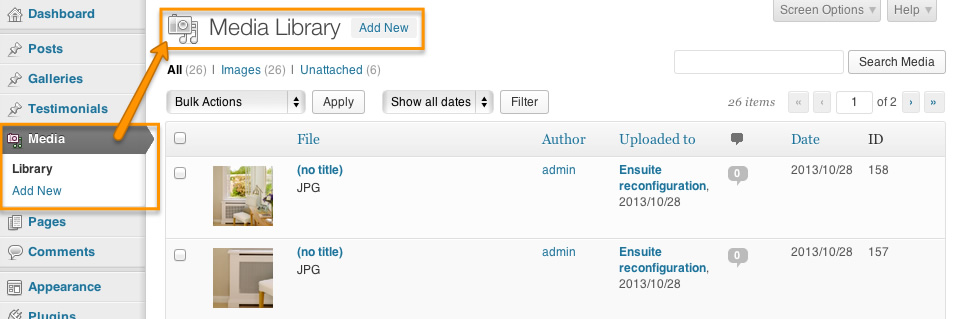 Dashboard
Posts
Galleries
Testimonials
Media
Library
Add New
Pages
Comments
Appearance
Plugins
Screen Options Help
Media Library Add New
All (26) | Images (26) | Unattached (6)
Search Media
Bulk Actions Apply Show all dates Filter 26 items « ‹ 1 of 2 › »
File Author Uploaded to Date ID
(no title) admin Ensuite 0 2013/10/28 158
JPG reconfiguration,
2013/10/28
(no title) admin Ensuite 0 2013/10/28 157
JPG reconfiguration,
2013/10/28